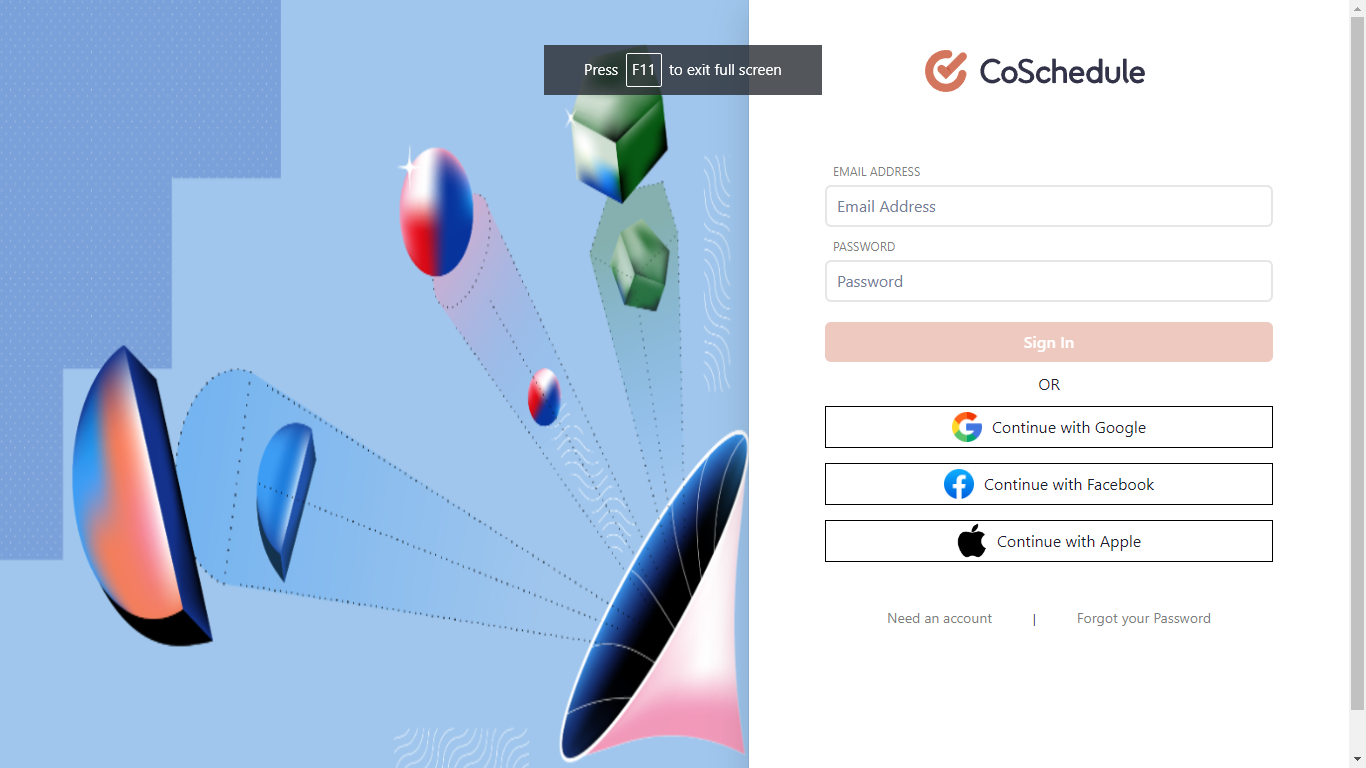 Press F11 to exit full screen
CoSchedule
EMAIL ADDRESS
Email Address
PASSWORD
Password
Sign In
OR
Continue with Google
Continue with Facebook
Continue with Apple
Need an account | Forgot your Password